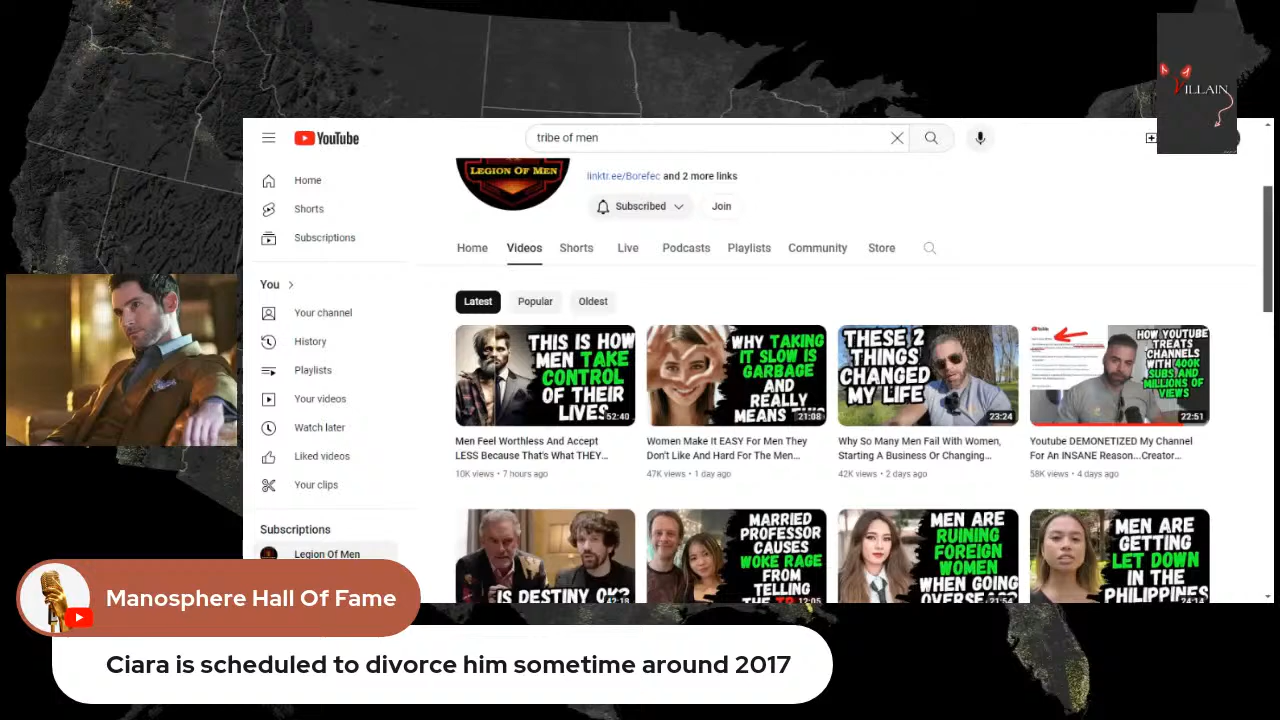 VILLAIN
YouTube
tribe of men
LEGION OF MEN
linktr.ee/Borefec and 2 more links
Subscribed
Join
Home
Shorts
Subscriptions
Home
Videos
Shorts
Live
Podcasts
Playlists
Community
Store
You
Your channel
History
Playlists
Your videos
Watch later
Liked videos
Your clips
Subscriptions
Legion Of Men
Latest
Popular
Oldest
THIS IS HOW
MEN TAKE
CONTROL
OF THEIR
LIVES
52:40
Men Feel Worthless And Accept
LESS Because That's What THEY...
10K views • 7 hours ago
WHY TAKING
IT SLOW IS
GARBAGE
AND
REALLY
MEANS THIS
21:08
Women Make It EASY For Men They
Don't Like And Hard For The Men...
47K views • 1 day ago
THESE 2
THINGS
CHANGED
MY LIFE
23:24
Why So Many Men Fail With Women,
Starting A Business Or Changing...
42K views • 2 days ago
HOW YOUTUBE
TREATS
CHANNELS
WITH 400K
SUBS AND
MILLIONS OF
VIEWS
22:51
Youtube DEMONETIZED My Channel
For An INSANE Reason...Creator...
58K views • 4 days ago
IS DESTINY OK?
42:18
MARRIED
PROFESSOR
CAUSES
WOKE RAGE
FROM
TELLING
THE
12:05
MEN ARE
RUINING
FOREIGN
WOMEN
WHEN GOING
OVERSEAS
21:54
MEN ARE
GETTING
LET DOWN
IN THE
PHILIPPINES
24:14
Manosphere Hall Of Fame
Ciara is scheduled to divorce him sometime around 2017